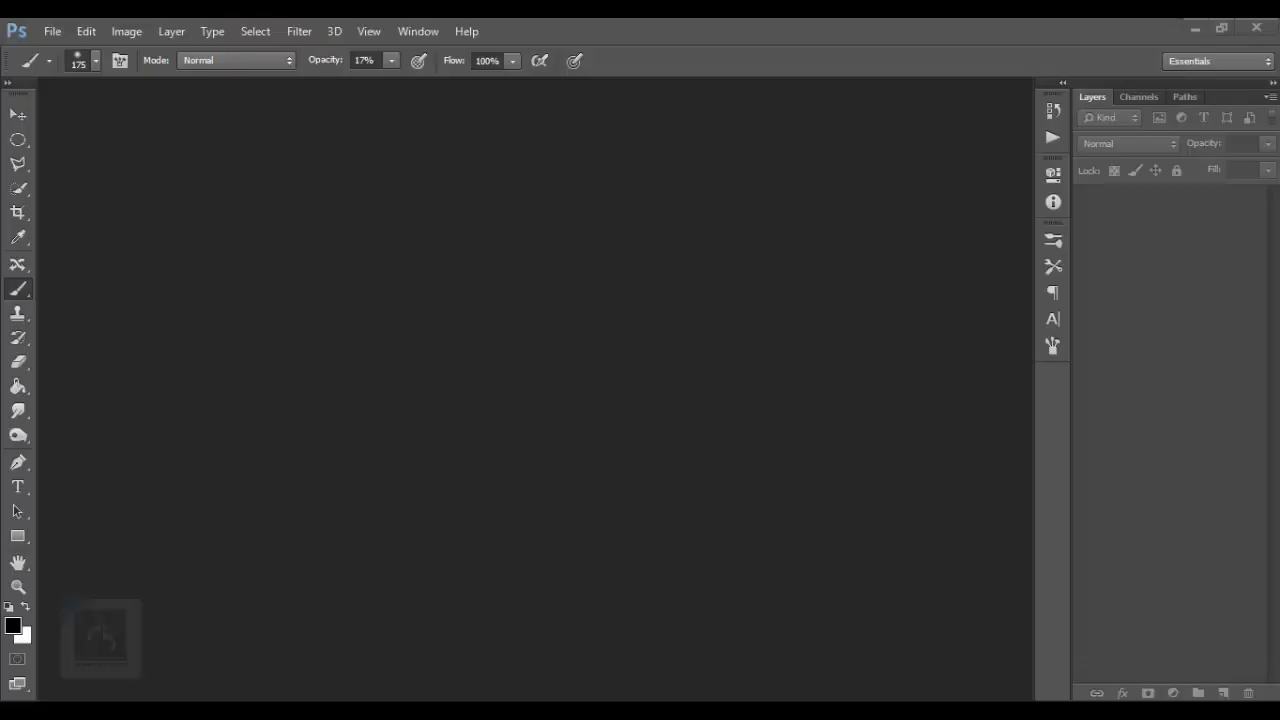 Ps File Edit Image Layer Type Select Filter 3D View Window Help
175 Mode: Normal Opacity: 17% Flow: 100% Essentials
Layers Channels Paths
Kind T
Normal Opacity:
Lock: Fill:
A|
T
fx